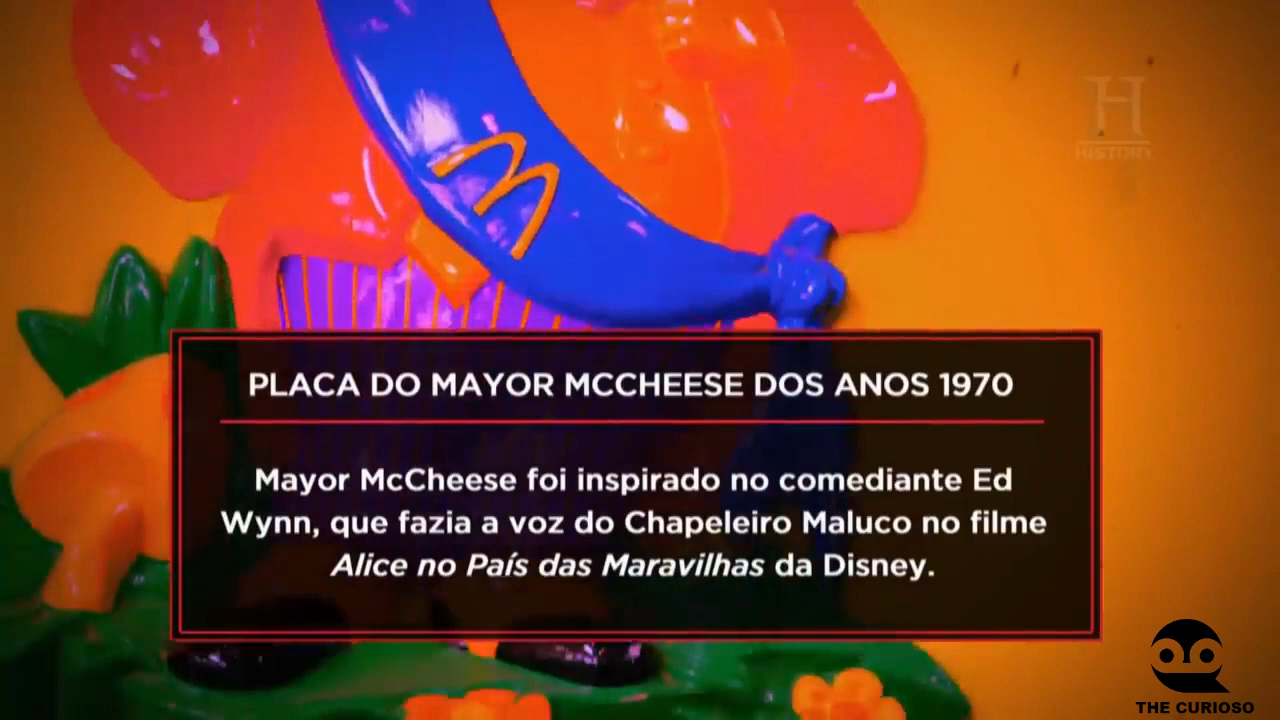 H
HISTORY
PLACA DO MAYOR MCCHEESE DOS ANOS 1970
Mayor McCheese foi inspirado no comediante Ed
Wynn, que fazia a voz do Chapeleiro Maluco no filme
Alice no País das Maravilhas da Disney.
THE CURIOSO